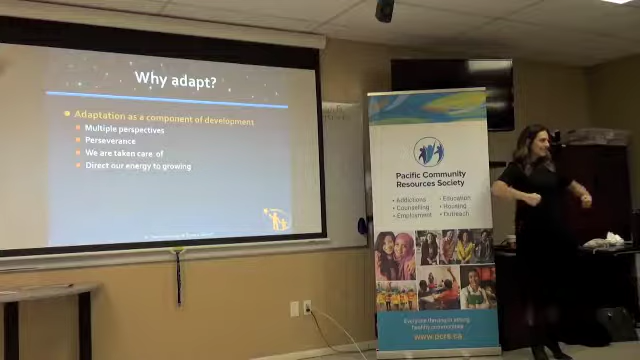 Why adapt?
Adaptation as a component of development
Multiple perspectives
Perseverance
We are taken care of
Direct our energy to growing
Pacific Community
Resources Society
• Addictions
• Counselling
• Employment
• Education
• Housing
• Outreach
www.pcrs.ca